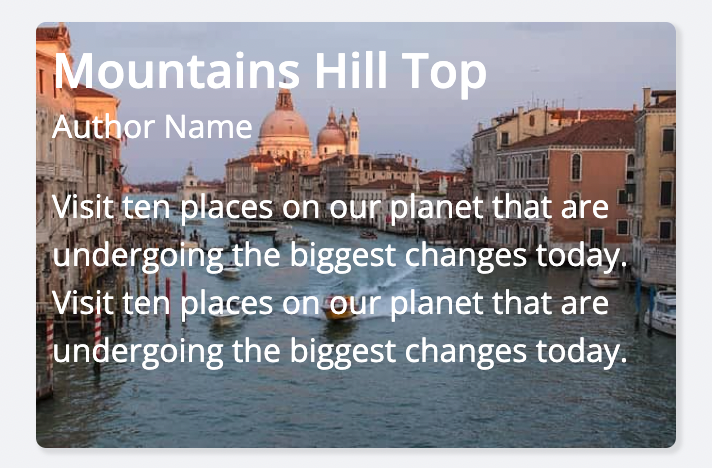 Mountains Hill Top
Author Name
Visit ten places on our planet that are
undergoing the biggest changes today.
Visit ten places on our planet that are
undergoing the biggest changes today.